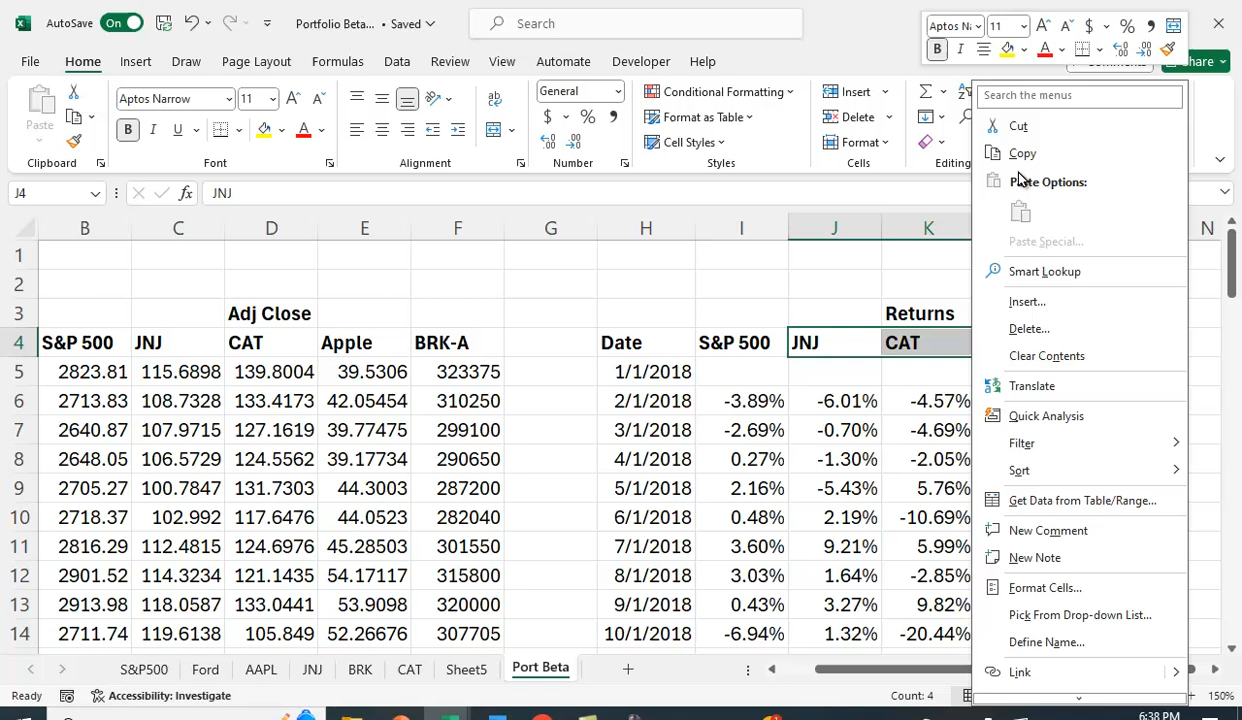 AutoSave On Portfolio Beta... • Saved Search
File Home Insert Draw Page Layout Formulas Data Review View Automate Developer Help Share
Aptos Na 11 $ % 9
B I A
Paste
Aptos Narrow 11
B I U A
ab
General
$ % 9
Conditional Formatting
Format as Table
Cell Styles
Insert
Delete
Format
Clipboard Font Alignment Number Styles Cells Editing
J4 fx JNJ
B C D E F G H I J K N
1
2
3 Adj Close Returns
4 S&P 500 JNJ CAT Apple BRK-A Date S&P 500 JNJ CAT
5 2823.81 115.6898 139.8004 39.5306 323375 1/1/2018
6 2713.83 108.7328 133.4173 42.05454 310250 2/1/2018 -3.89% -6.01% -4.57%
7 2640.87 107.9715 127.1619 39.77475 299100 3/1/2018 -2.69% -0.70% -4.69%
8 2648.05 106.5729 124.5562 39.17734 290650 4/1/2018 0.27% -1.30% -2.05%
9 2705.27 100.7847 131.7303 44.3003 287200 5/1/2018 2.16% -5.43% 5.76%
10 2718.37 102.992 117.6476 44.0523 282040 6/1/2018 0.48% 2.19% -10.69%
11 2816.29 112.4815 124.6976 45.28503 301550 7/1/2018 3.60% 9.21% 5.99%
12 2901.52 114.3234 121.1435 54.17117 315800 8/1/2018 3.03% 1.64% -2.85%
13 2913.98 118.0587 133.0441 53.9098 320000 9/1/2018 0.43% 3.27% 9.82%
14 2711.74 119.6138 105.849 52.26676 307705 10/1/2018 -6.94% 1.32% -20.44%
Search the menus
Cut
Copy
Paste Options:
Paste Special...
Smart Lookup
Insert...
Delete...
Clear Contents
Translate
Quick Analysis
Filter
Sort
Get Data from Table/Range...
New Comment
New Note
Format Cells...
Pick From Drop-down List...
Define Name...
Link
S&P500 Ford AAPL JNJ BRK CAT Sheet5 Port Beta
Ready Accessibility: Investigate Count: 4 150%
6:38 PM